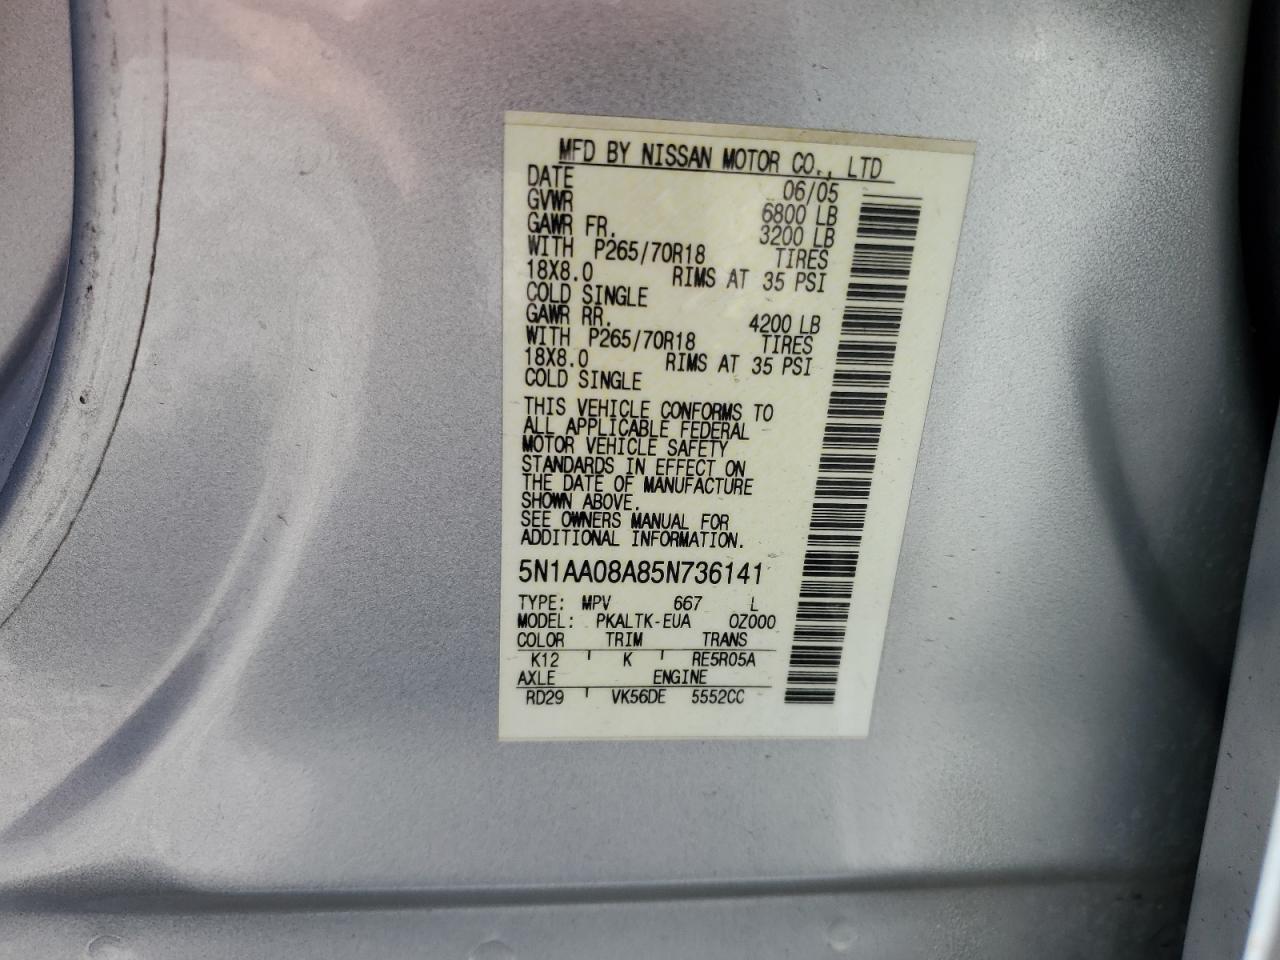 MFD BY NISSAN MOTOR CO., LTD
DATE 06/05
GVWR 6800 LB
GAWR FR. 3200 LB
WITH P265/70R18 TIRES
18X8.0 RIMS AT 35 PSI
COLD SINGLE
GAWR RR. 4200 LB
WITH P265/70R18 TIRES
18X8.0 RIMS AT 35 PSI
COLD SINGLE
THIS VEHICLE CONFORMS TO
ALL APPLICABLE FEDERAL
MOTOR VEHICLE SAFETY
STANDARDS IN EFFECT ON
THE DATE OF MANUFACTURE
SHOWN ABOVE.
SEE OWNERS MANUAL FOR
ADDITIONAL INFORMATION.
5N1AA08A85N736141
TYPE: MPV 667 L
MODEL: PKALTK-EUA 0Z000
COLOR TRIM TRANS
K12 K RE5R05A
AXLE ENGINE
RD29 VK56DE 5552CC